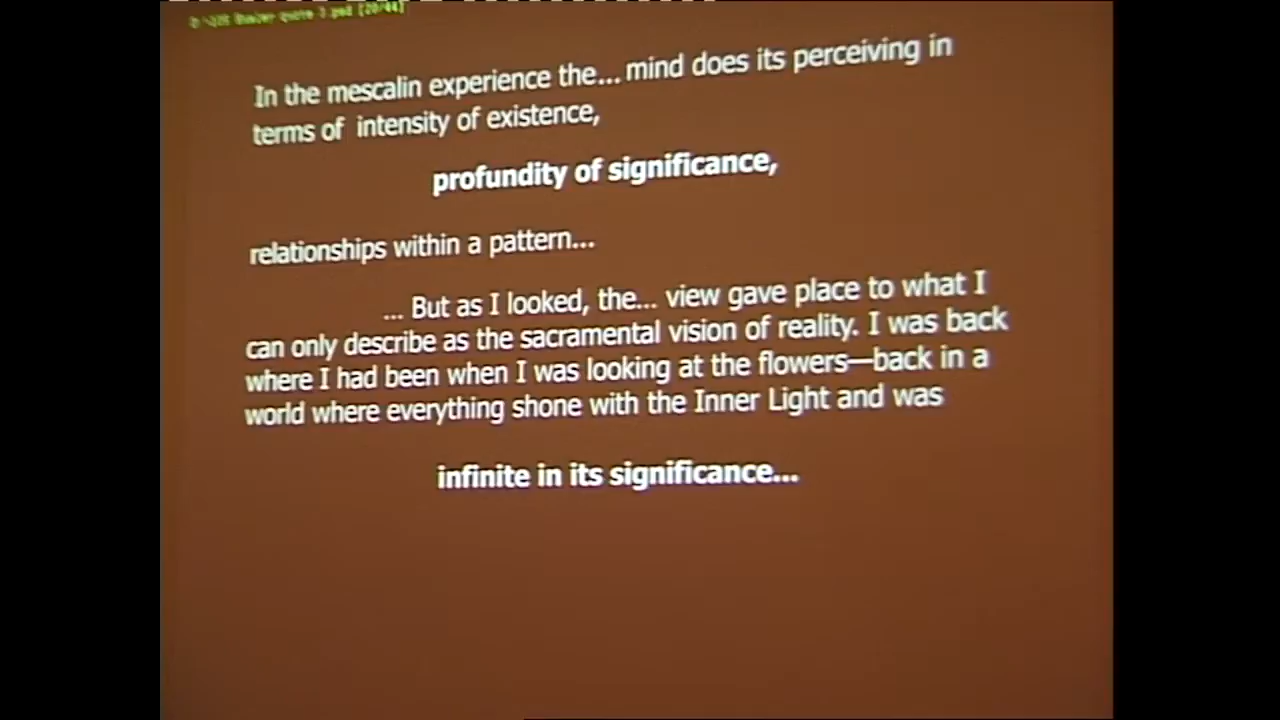 In the mescalin experience the... mind does its perceiving in
terms of intensity of existence,
profundity of significance,
relationships within a pattern...
... But as I looked, the... view gave place to what I
can only describe as the sacramental vision of reality. I was back
where I had been when I was looking at the flowers—back in a
world where everything shone with the Inner Light and was
infinite in its significance...